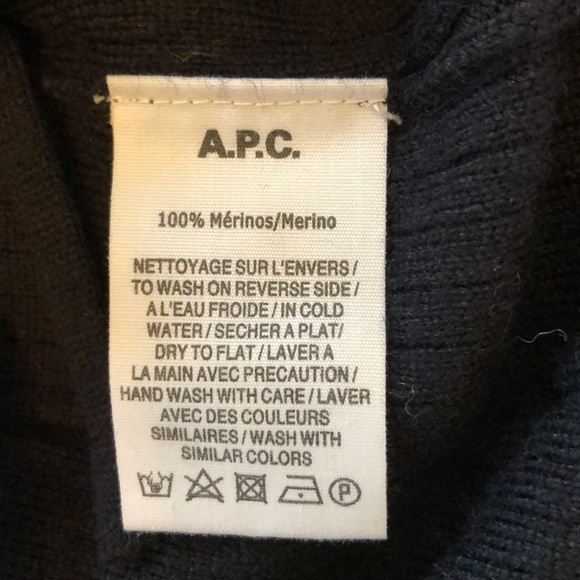 A.P.C.
100% Mérinos/Merino
NETTOYAGE SUR L'ENVERS /
TO WASH ON REVERSE SIDE /
A L'EAU FROIDE / IN COLD
WATER / SECHER A PLAT/
DRY TO FLAT / LAVER A
LA MAIN AVEC PRECAUTION /
HAND WASH WITH CARE / LAVER
AVEC DES COULEURS
SIMILAIRES / WASH WITH
SIMILAR COLORS
P